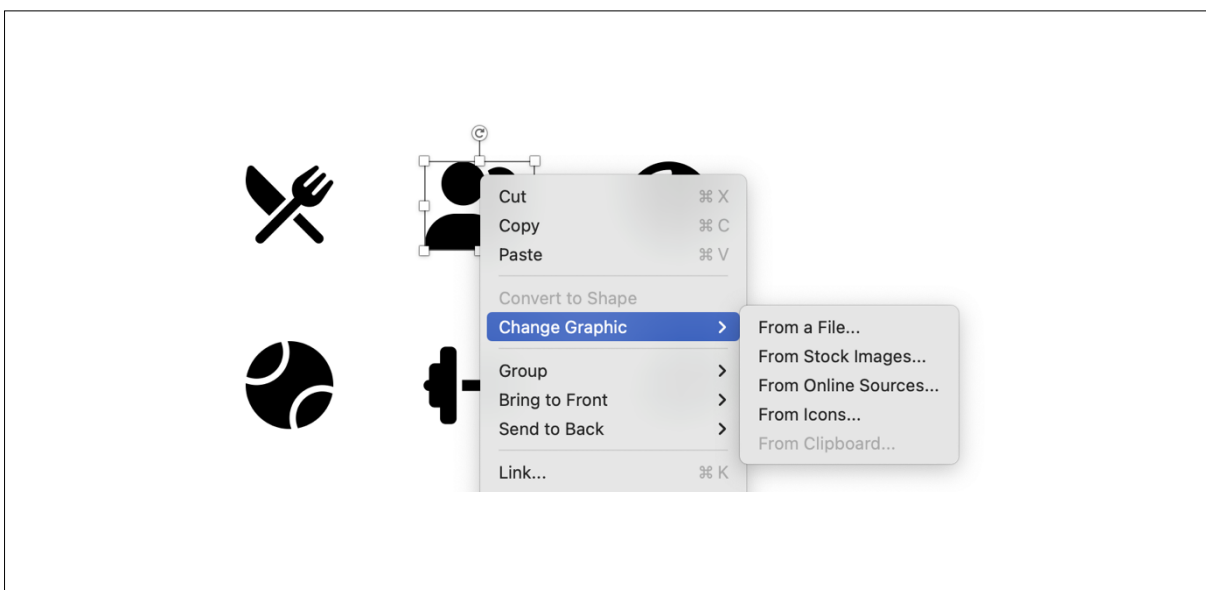 Cut ⌘ X
Copy ⌘ C
Paste ⌘ V
Convert to Shape
Change Graphic
Group
Bring to Front
Send to Back
Link... ⌘ K
From a File...
From Stock Images...
From Online Sources...
From Icons...
From Clipboard...